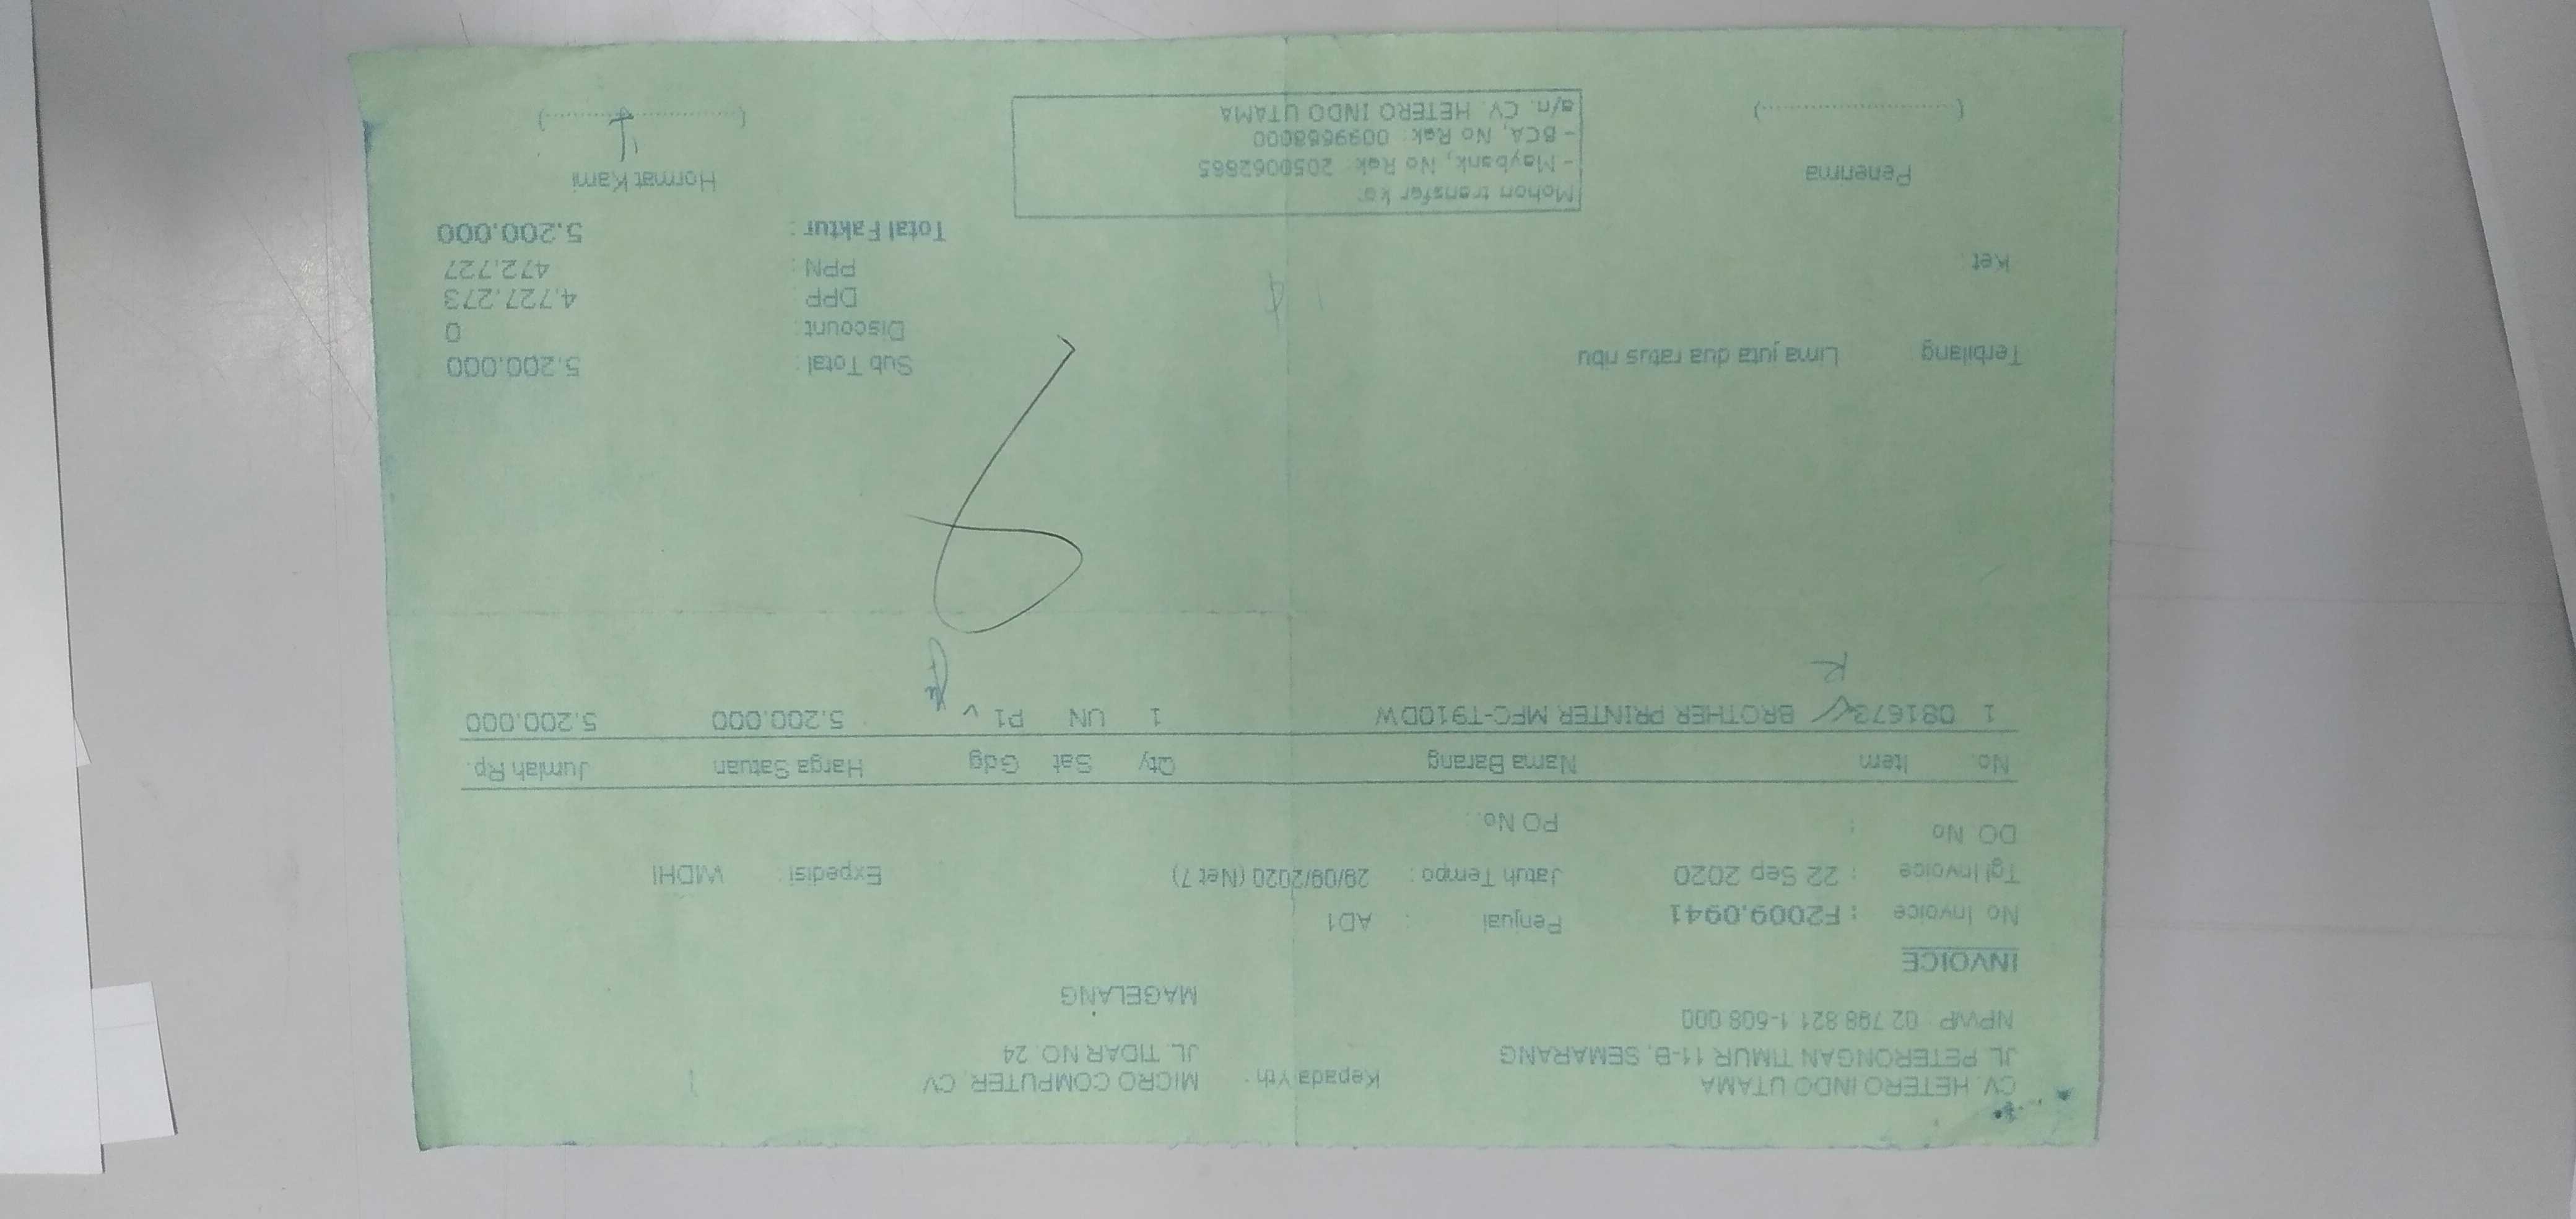 CV. HETERO INDO UTAMA
JL. PETERONGAN TIMUR 11-B, SEMARANG
NPWP : 02.798.821.1-508.000
Kepada Yth : MICRO COMPUTER, CV
JL. TIDAR NO. 24
MAGELANG
INVOICE
No Invoice : F2009.0941 Penjual : AD1
Tgl Invoice : 22 Sep 2020 Jatuh Tempo : 29/09/2020 (Net 7) Expedisi : WIDHI
DO No : PO No. :
No. Item Nama Barang Qty Sat Gdg Harga Satuan Jumlah Rp.
1 081673 BROTHER PRINTER MFC-T910DW 1 UN P1 5.200.000 5.200.000
Terbilang Lima juta dua ratus ribu
Sub Total : 5.200.000
Discount : 0
DPP : 4.727.273
PPN : 472.727
Total Faktur : 5.200.000
Ket.
Mohon transfer ke:
- Maybank, No Rek: 2050062865
- BCA, No Rek:
a/n. CV. HETERO INDO UTAMA
Penerima
Hormat Kami